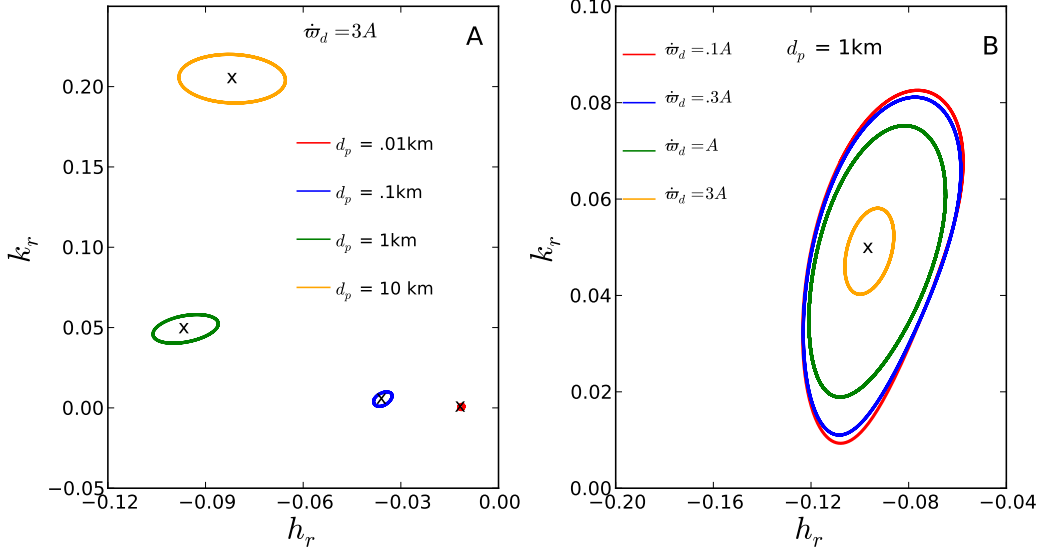 ϖ̇_d = 3A
A
d_p = .01km
d_p = .1km
d_p = 1km
d_p = 10 km
x
x
x
x
0.20
0.15
0.10
0.05
0.00
−0.05
−0.12
−0.09
−0.06
−0.03
0.00
k_r
h_r
ϖ̇_d = .1A
ϖ̇_d = .3A
ϖ̇_d = A
ϖ̇_d = 3A
d_p = 1km
B
x
0.10
0.08
0.06
0.04
0.02
0.00
−0.20
−0.16
−0.12
−0.08
−0.04
k_r
h_r